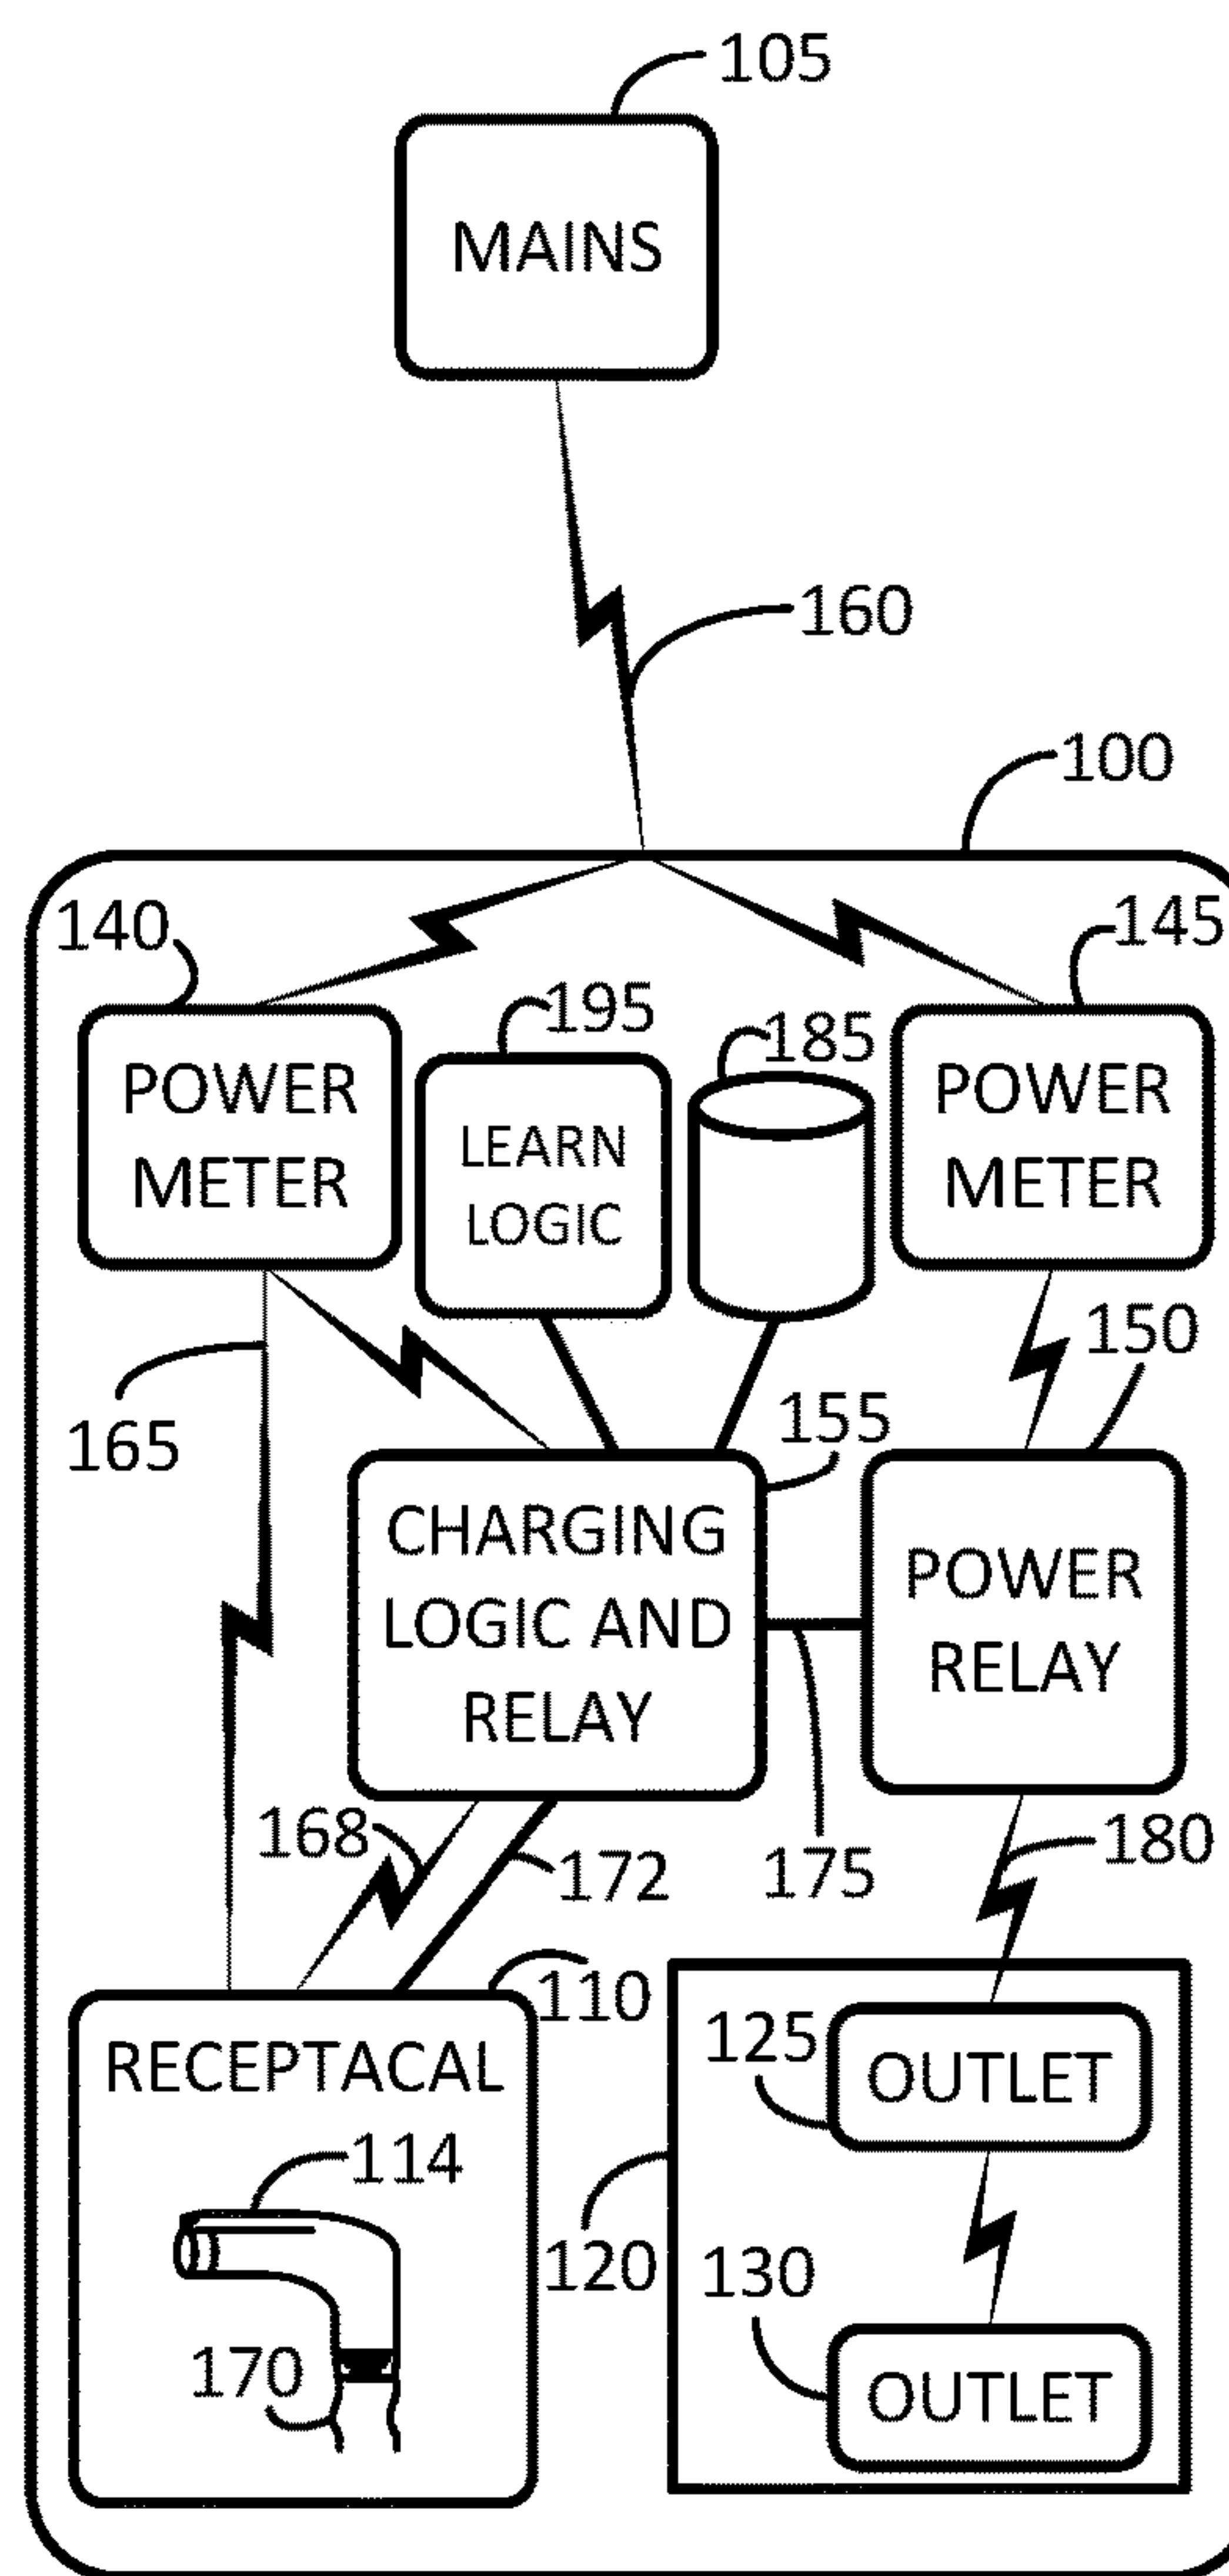 105
MAINS
160
100
140
145
195
185
POWER
METER
LEARN
LOGIC
POWER
METER
150
165
155
CHARGING
LOGIC AND
RELAY
POWER
RELAY
168
172
175
180
110
RECEPTACAL
125
OUTLET
114
120
130
170
OUTLET